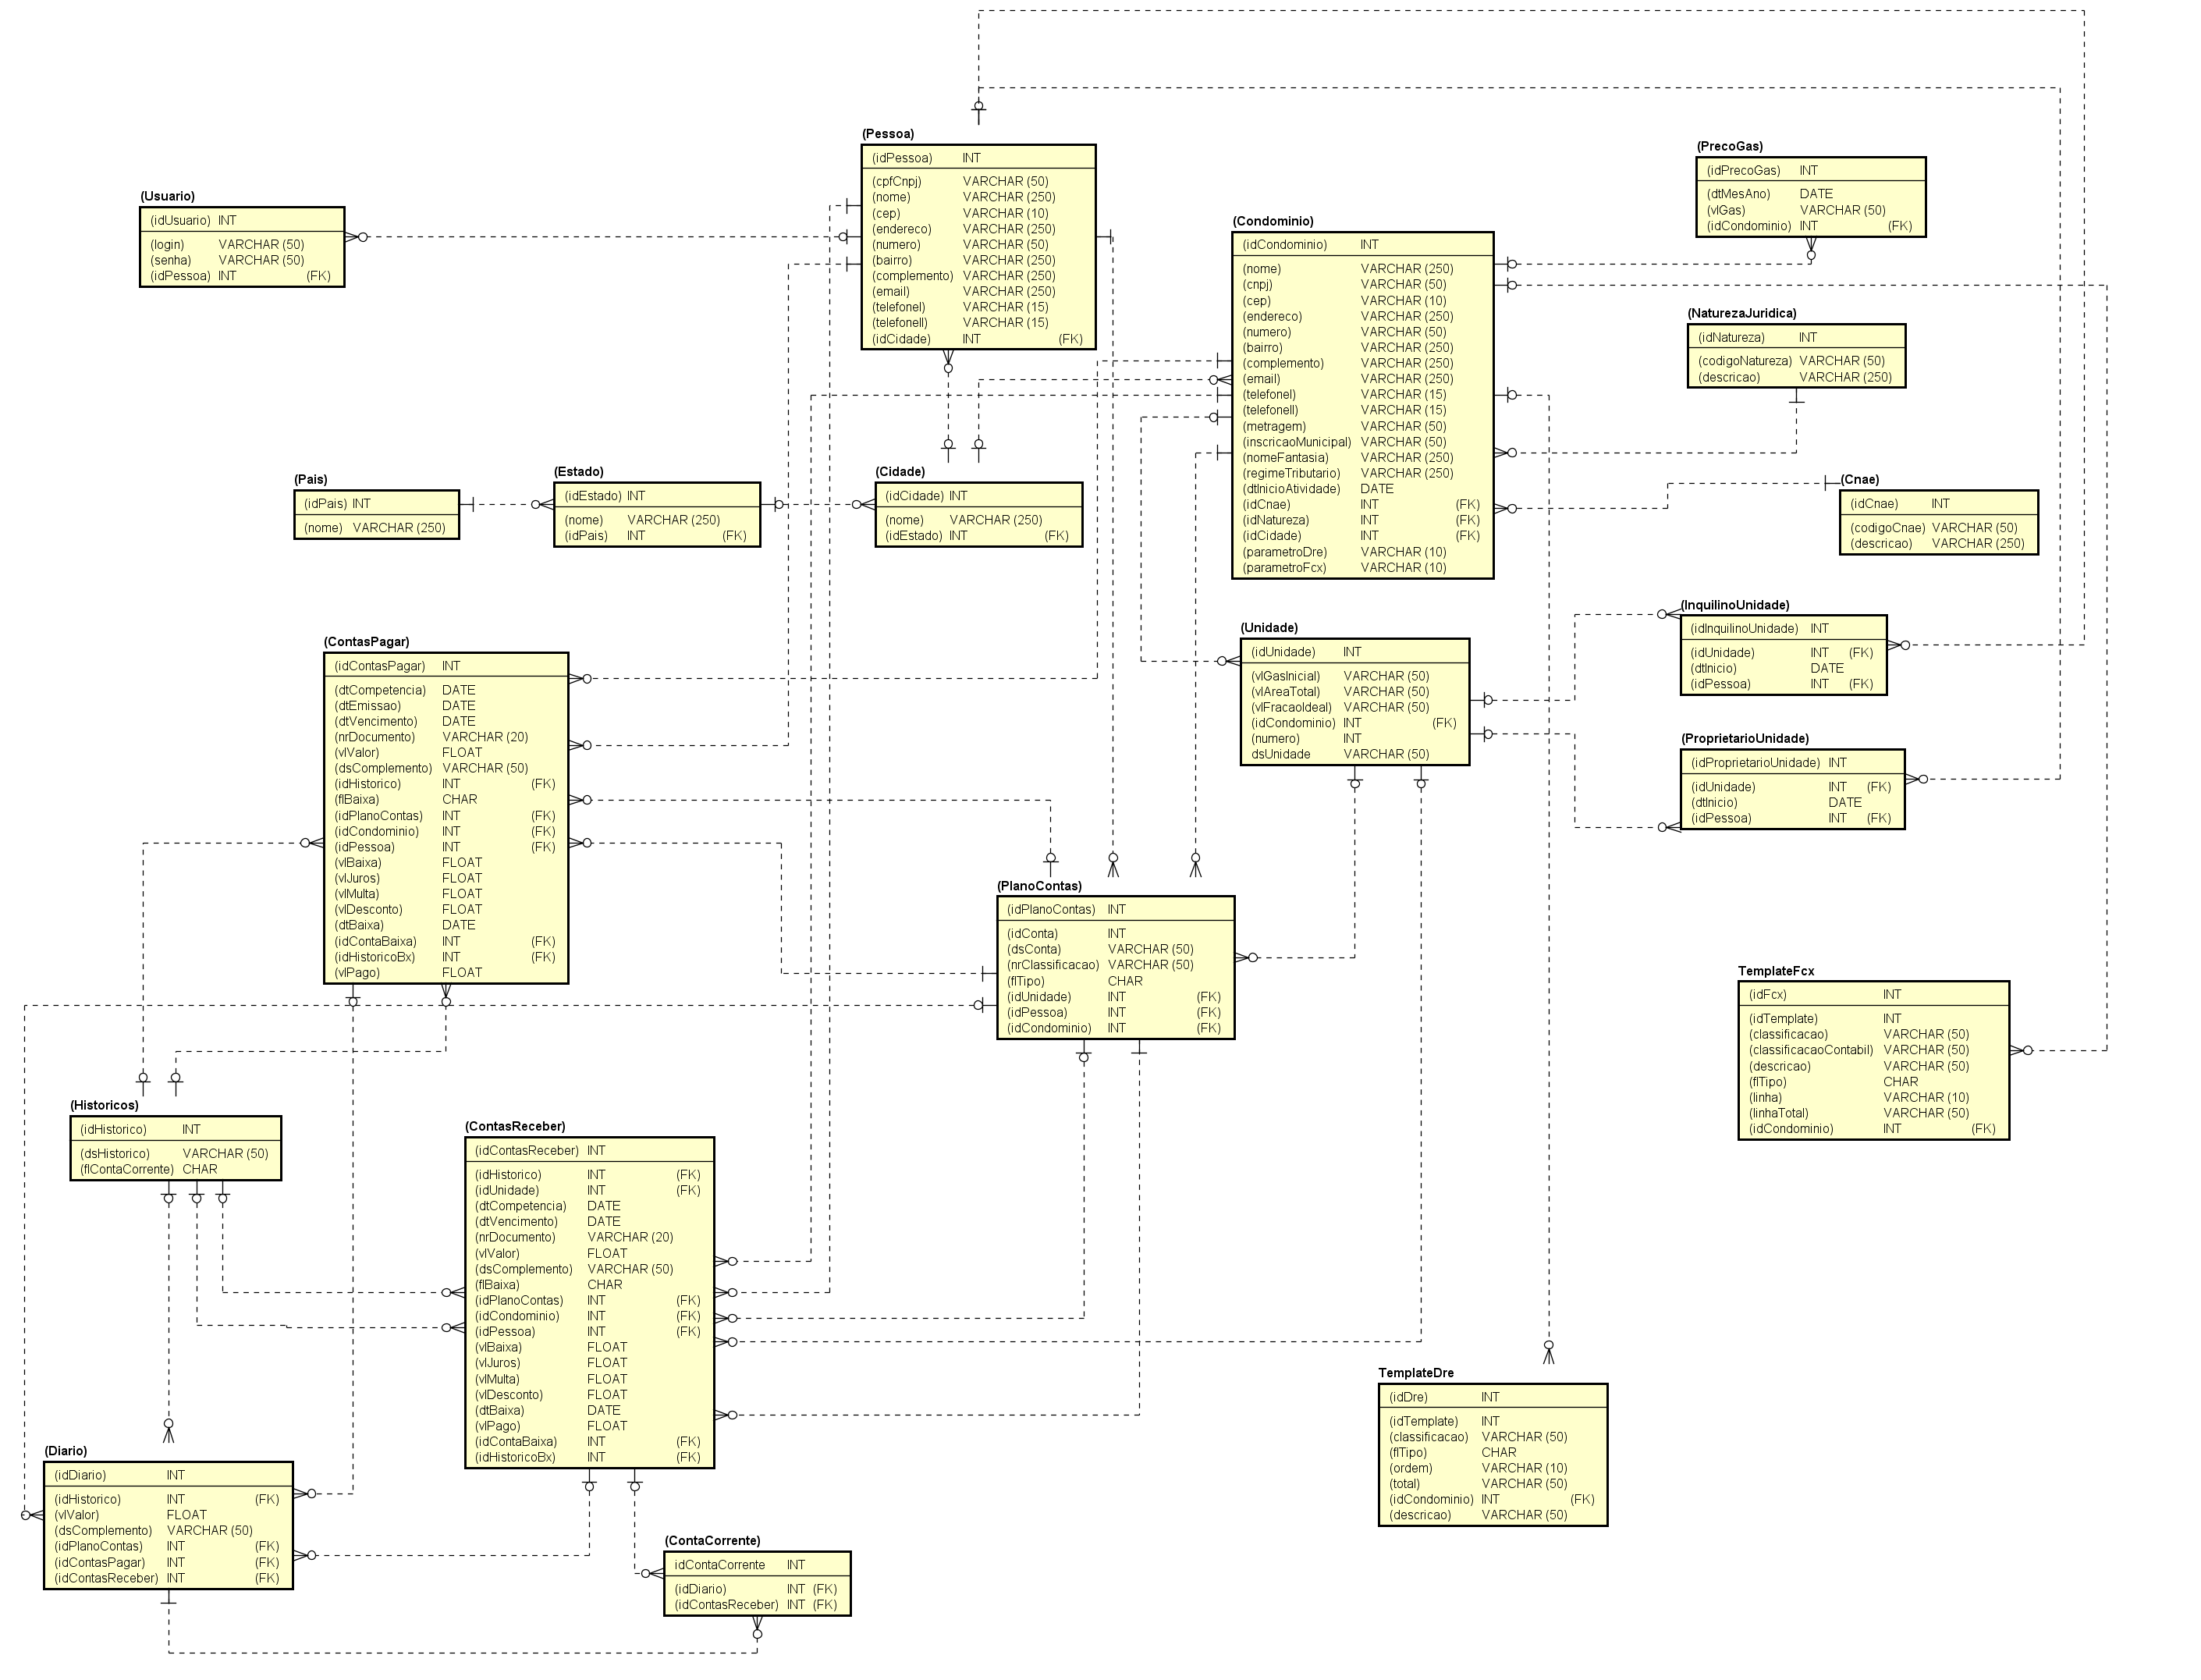 (Pessoa)
(idPessoa) INT
(cpfCnpj) VARCHAR (50)
(nome) VARCHAR (250)
(cep) VARCHAR (10)
(endereco) VARCHAR (250)
(numero) VARCHAR (50)
(bairro) VARCHAR (250)
(complemento) VARCHAR (250)
(email) VARCHAR (250)
(telefoneI) VARCHAR (15)
(telefoneII) VARCHAR (15)
(idCidade) INT (FK)
(PrecoGas)
(idPrecoGas) INT
(dtMesAno) DATE
(vlGas) VARCHAR (50)
(idCondominio) INT (FK)
(Usuario)
(idUsuario) INT
(login) VARCHAR (50)
(senha) VARCHAR (50)
(idPessoa) INT (FK)
(Condominio)
(idCondominio) INT
(nome) VARCHAR (250)
(cnpj) VARCHAR (50)
(cep) VARCHAR (10)
(endereco) VARCHAR (250)
(numero) VARCHAR (50)
(bairro) VARCHAR (250)
(complemento) VARCHAR (250)
(email) VARCHAR (250)
(telefoneI) VARCHAR (15)
(telefoneII) VARCHAR (15)
(metragem) VARCHAR (50)
(inscricaoMunicipal) VARCHAR (50)
(nomeFantasia) VARCHAR (250)
(regimeTributario) VARCHAR (250)
(dtInicioAtividade) DATE
(idCnae) INT (FK)
(idNatureza) INT (FK)
(idCidade) INT (FK)
(parametroDre) VARCHAR (10)
(parametroFcx) VARCHAR (10)
(NaturezaJuridica)
(idNatureza) INT
(codigoNatureza) VARCHAR (50)
(descricao) VARCHAR (250)
(Pais)
(idPais) INT
(nome) VARCHAR (250)
(Estado)
(idEstado) INT
(nome) VARCHAR (250)
(idPais) INT (FK)
(Cidade)
(idCidade) INT
(nome) VARCHAR (250)
(idEstado) INT (FK)
(Cnae)
(idCnae) INT
(codigoCnae) VARCHAR (50)
(descricao) VARCHAR (250)
(InquilinoUnidade)
(idInquilinoUnidade) INT
(idUnidade) INT (FK)
(dtInicio) DATE
(idPessoa) INT (FK)
(Unidade)
(idUnidade) INT
(vlGasInicial) VARCHAR (50)
(vlAreaTotal) VARCHAR (50)
(vlFracaoIdeal) VARCHAR (50)
(idCondominio) INT (FK)
(numero) INT
dsUnidade VARCHAR (50)
(ContasPagar)
(idContasPagar) INT
(dtCompetencia) DATE
(dtEmissao) DATE
(dtVencimento) DATE
(nrDocumento) VARCHAR (20)
(vlValor) FLOAT
(dsComplemento) VARCHAR (50)
(idHistorico) INT (FK)
(flBaixa) CHAR
(idPlanoContas) INT (FK)
(idCondominio) INT (FK)
(idPessoa) INT (FK)
(vlBaixa) FLOAT
(vlJuros) FLOAT
(vlMulta) FLOAT
(vlDesconto) FLOAT
(dtBaixa) DATE
(idContaBaixa) INT (FK)
(idHistoricoBx) INT (FK)
(vlPago) FLOAT
(ProprietarioUnidade)
(idProprietarioUnidade) INT
(idUnidade) INT (FK)
(dtInicio) DATE
(idPessoa) INT (FK)
(PlanoContas)
(idPlanoContas) INT
(idConta) INT
(dsConta) VARCHAR (50)
(nrClassificacao) VARCHAR (50)
(flTipo) CHAR
(idUnidade) INT (FK)
(idPessoa) INT (FK)
(idCondominio) INT (FK)
TemplateFcx
(idFcx) INT
(idTemplate) INT
(classificacao) VARCHAR (50)
(classificacaoContabil) VARCHAR (50)
(descricao) VARCHAR (50)
(flTipo) CHAR
(linha) VARCHAR (10)
(linhaTotal) VARCHAR (50)
(idCondominio) INT (FK)
(Historicos)
(idHistorico) INT
(dsHistorico) VARCHAR (50)
(flContaCorrente) CHAR
(ContasReceber)
(idContasReceber) INT
(idHistorico) INT (FK)
(idUnidade) INT (FK)
(dtCompetencia) DATE
(dtVencimento) DATE
(nrDocumento) VARCHAR (20)
(vlValor) FLOAT
(dsComplemento) VARCHAR (50)
(flBaixa) CHAR
(idPlanoContas) INT (FK)
(idCondominio) INT (FK)
(idPessoa) INT (FK)
(vlBaixa) FLOAT
(vlJuros) FLOAT
(vlMulta) FLOAT
(vlDesconto) FLOAT
(dtBaixa) DATE
(vlPago) FLOAT
(idContaBaixa) INT (FK)
(idHistoricoBx) INT (FK)
TemplateDre
(idDre) INT
(idTemplate) INT
(classificacao) VARCHAR (50)
(flTipo) CHAR
(ordem) VARCHAR (10)
(total) VARCHAR (50)
(idCondominio) INT (FK)
(descricao) VARCHAR (50)
(Diario)
(idDiario) INT
(idHistorico) INT (FK)
(vlValor) FLOAT
(dsComplemento) VARCHAR (50)
(idPlanoContas) INT (FK)
(idContasPagar) INT (FK)
(idContasReceber) INT (FK)
(ContaCorrente)
idContaCorrente INT
(idDiario) INT (FK)
(idContasReceber) INT (FK)